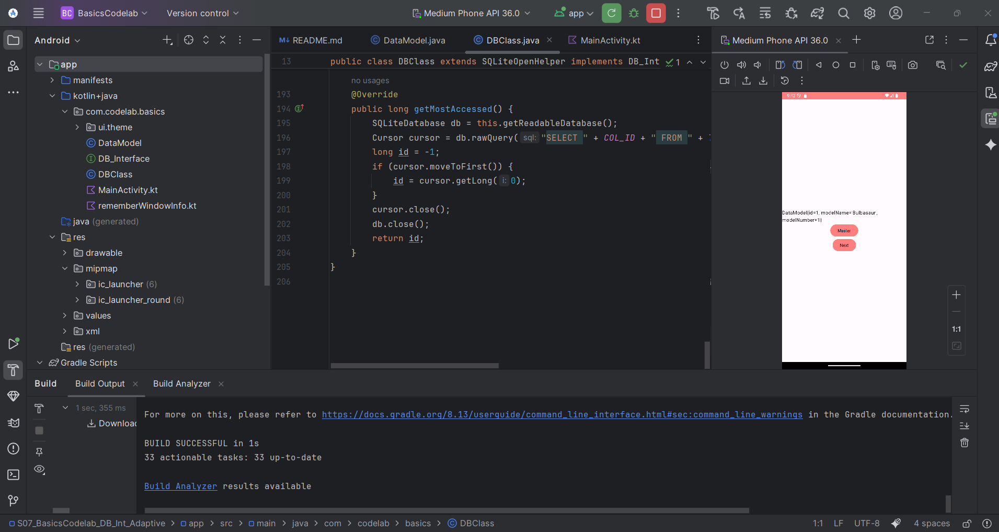 BC BasicsCodelab Version control Medium Phone API 36.0 app
Android
README.md DataModel.java DBClass.java MainActivity.kt
Medium Phone API 36.0
app
manifests
kotlin+java
com.codelab.basics
ui.theme
DataModel
DB_Interface
DBClass
MainActivity.kt
rememberWindowInfo.kt
java (generated)
res
drawable
mipmap
ic_launcher (6)
ic_launcher_round (6)
values
xml
res (generated)
Gradle Scripts
13 public class DBClass extends SQLiteOpenHelper implements DB_Int 1
no usages
193 @Override
194 public long getMostAccessed() {
195 SQLiteDatabase db = this.getReadableDatabase();
196 Cursor cursor = db.rawQuery( sql: "SELECT " + COL_ID + " FROM " +
197 long id = -1;
198 if (cursor.moveToFirst()) {
199 id = cursor.getLong( i: 0);
200 }
201 cursor.close();
202 db.close();
203 return id;
204 }
205 }
206
9:42
DataModel{id=1, modelName='Bulbasaur',
modelNumber=1}
Master
Next
1:1
Build Build Output Build Analyzer
1 sec, 355 ms
Download
For more on this, please refer to https://docs.gradle.org/8.13/userguide/command_line_interface.html#sec:command_line_warnings in the Gradle documentation.
BUILD SUCCESSFUL in 1s
33 actionable tasks: 33 up-to-date
Build Analyzer results available
S07_BasicsCodelab_DB_Int_Adaptive > app > src > main > java > com > codelab > basics > DBClass
1:1 LF UTF-8 4 spaces